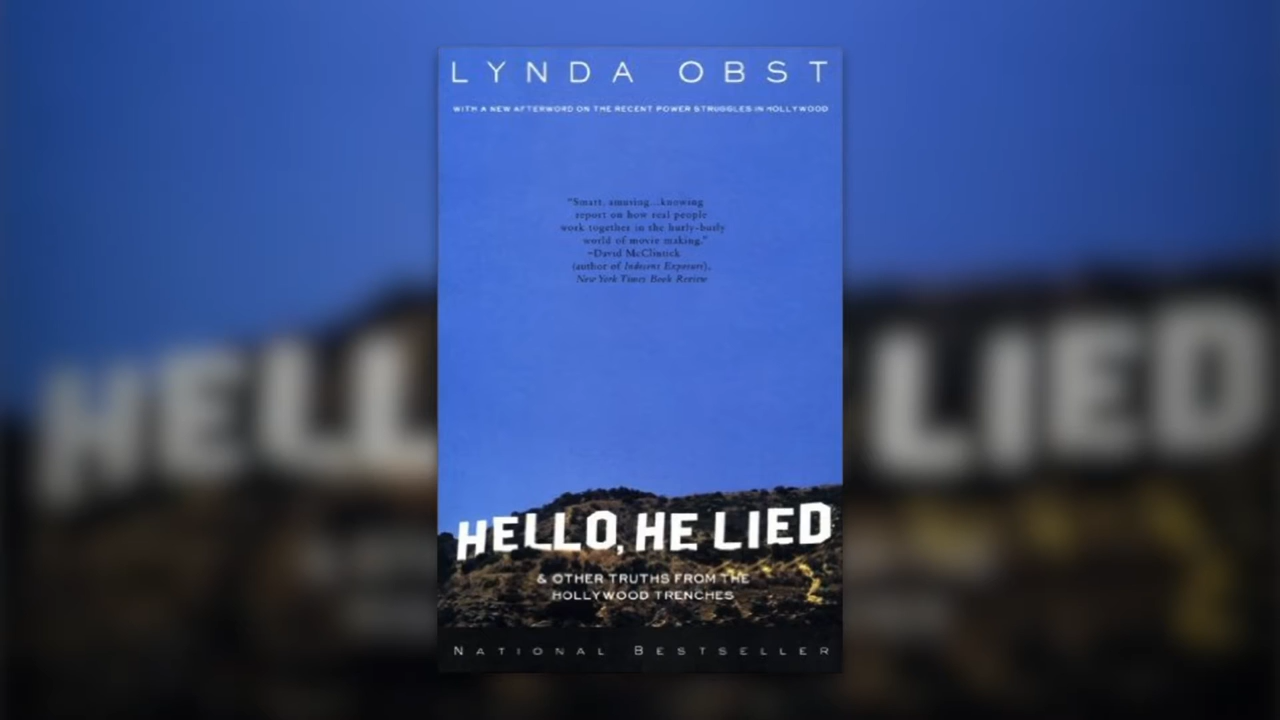 LYNDA OBST
WITH A NEW AFTERWORD ON THE RECENT POWER STRUGGLES IN HOLLYWOOD
"Smart, amusing...knowing
report on how real people
work together in the hurly-burly
world of movie making."
–David McClintick
(author of Indecent Exposure),
New York Times Book Review
HELLO, HE LIED
& OTHER TRUTHS FROM THE
HOLLYWOOD TRENCHES
NATIONAL BESTSELLER
HELL
LIED